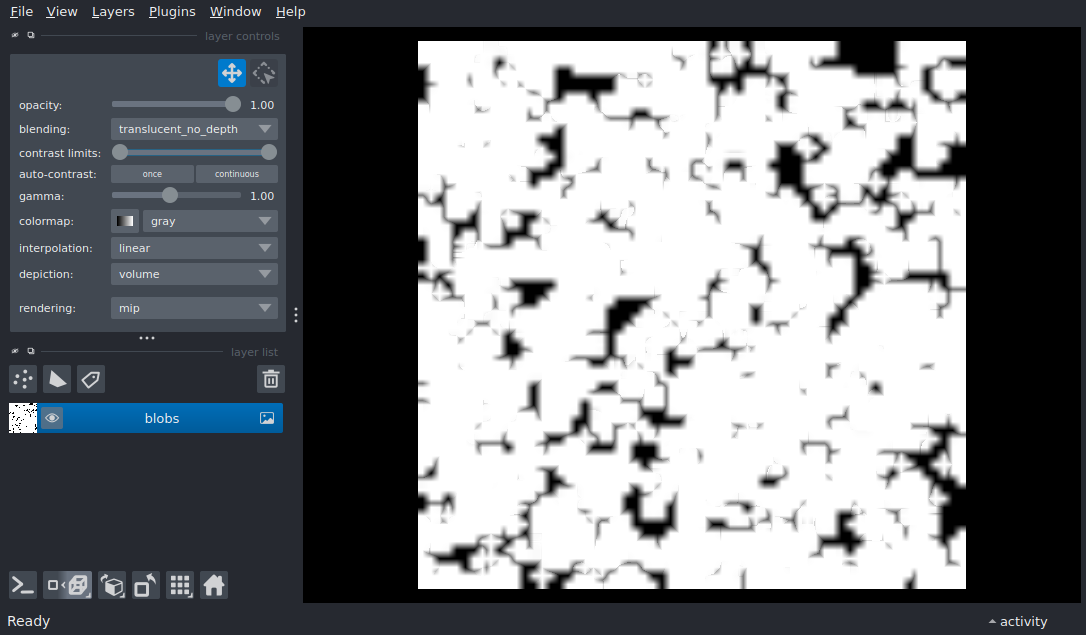 File View Layers Plugins Window Help
layer controls
opacity: 1.00
blending: translucent_no_depth
contrast limits:
auto-contrast: once continuous
gamma: 1.00
colormap: gray
interpolation: linear
depiction: volume
rendering: mip
layer list
blobs
Ready
activity